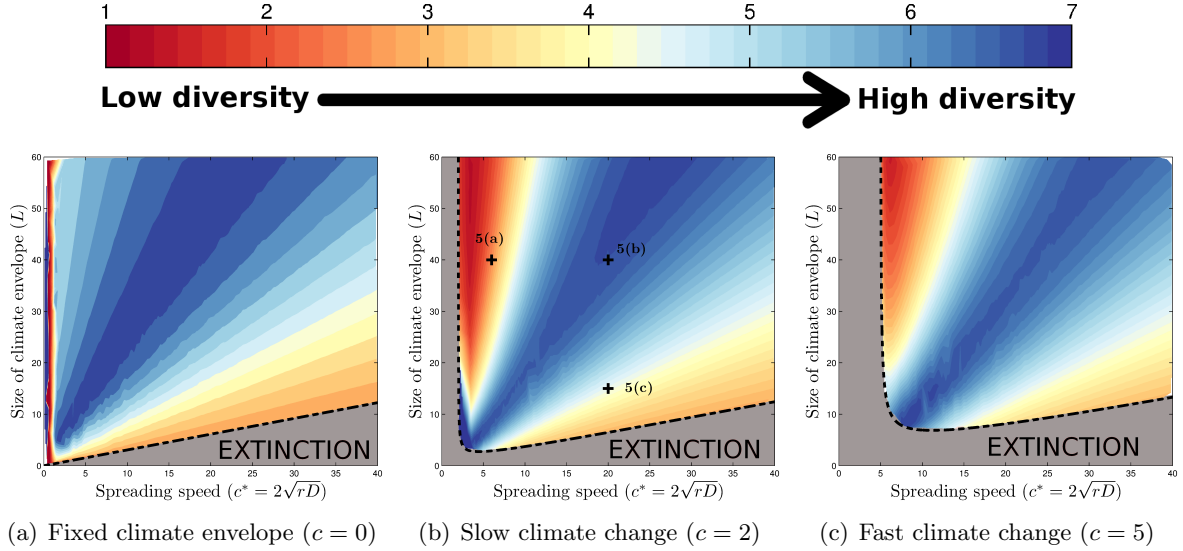 1 2 3 4 5 6 7
Low diversity High diversity
60
50
40
30
20
10
0
Size of climate envelope (L)
0 5 10 15 20 25 30 35 40
EXTINCTION
Spreading speed (c* = 2√rD)
(a) Fixed climate envelope (c = 0)
60
50
40
30
20
10
0
Size of climate envelope (L)
5(a)
5(b)
5(c)
EXTINCTION
0 5 10 15 20 25 30 35 40
Spreading speed (c* = 2√rD)
(b) Slow climate change (c = 2)
60
50
40
30
20
10
0
Size of climate envelope (L)
EXTINCTION
0 5 10 15 20 25 30 35 40
Spreading speed (c* = 2√rD)
(c) Fast climate change (c = 5)